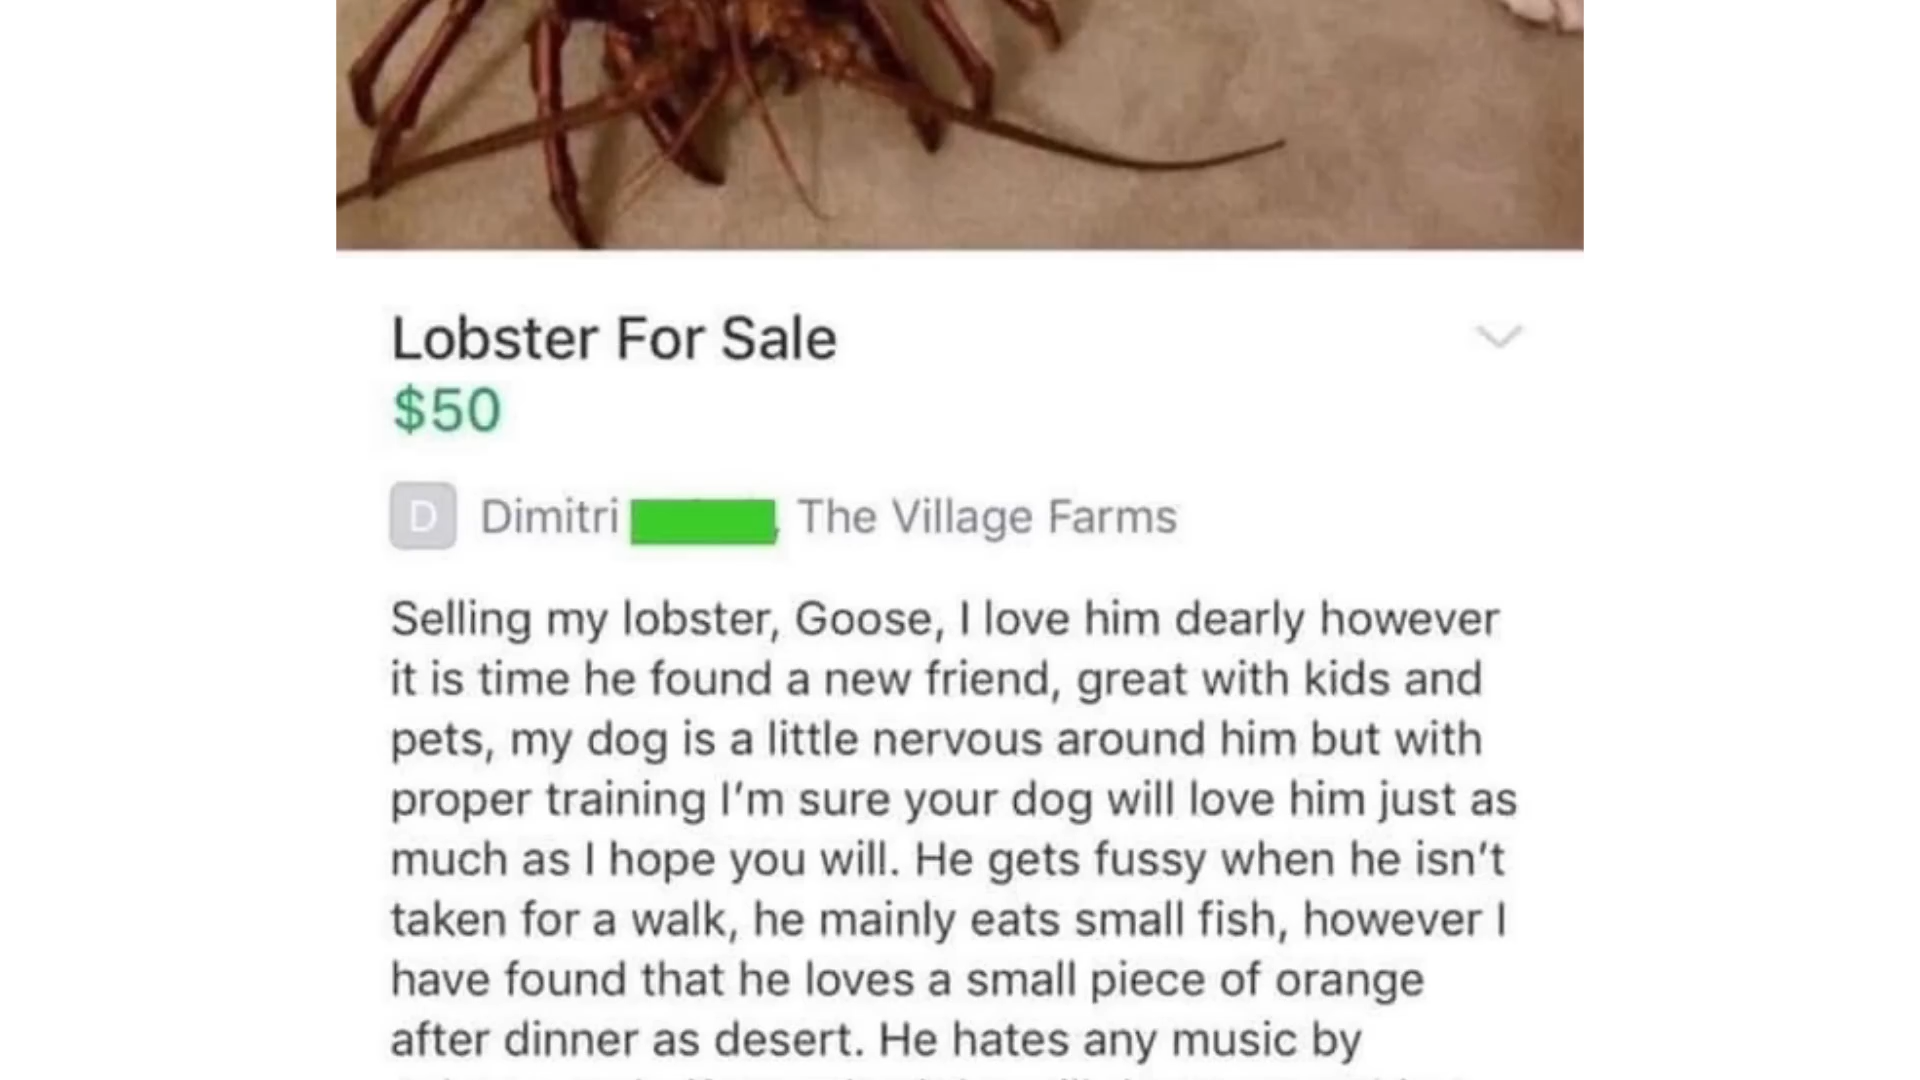 Lobster For Sale
$50
D Dimitri , The Village Farms
Selling my lobster, Goose, I love him dearly however
it is time he found a new friend, great with kids and
pets, my dog is a little nervous around him but with
proper training I'm sure your dog will love him just as
much as I hope you will. He gets fussy when he isn't
taken for a walk, he mainly eats small fish, however I
have found that he loves a small piece of orange
after dinner as desert. He hates any music by